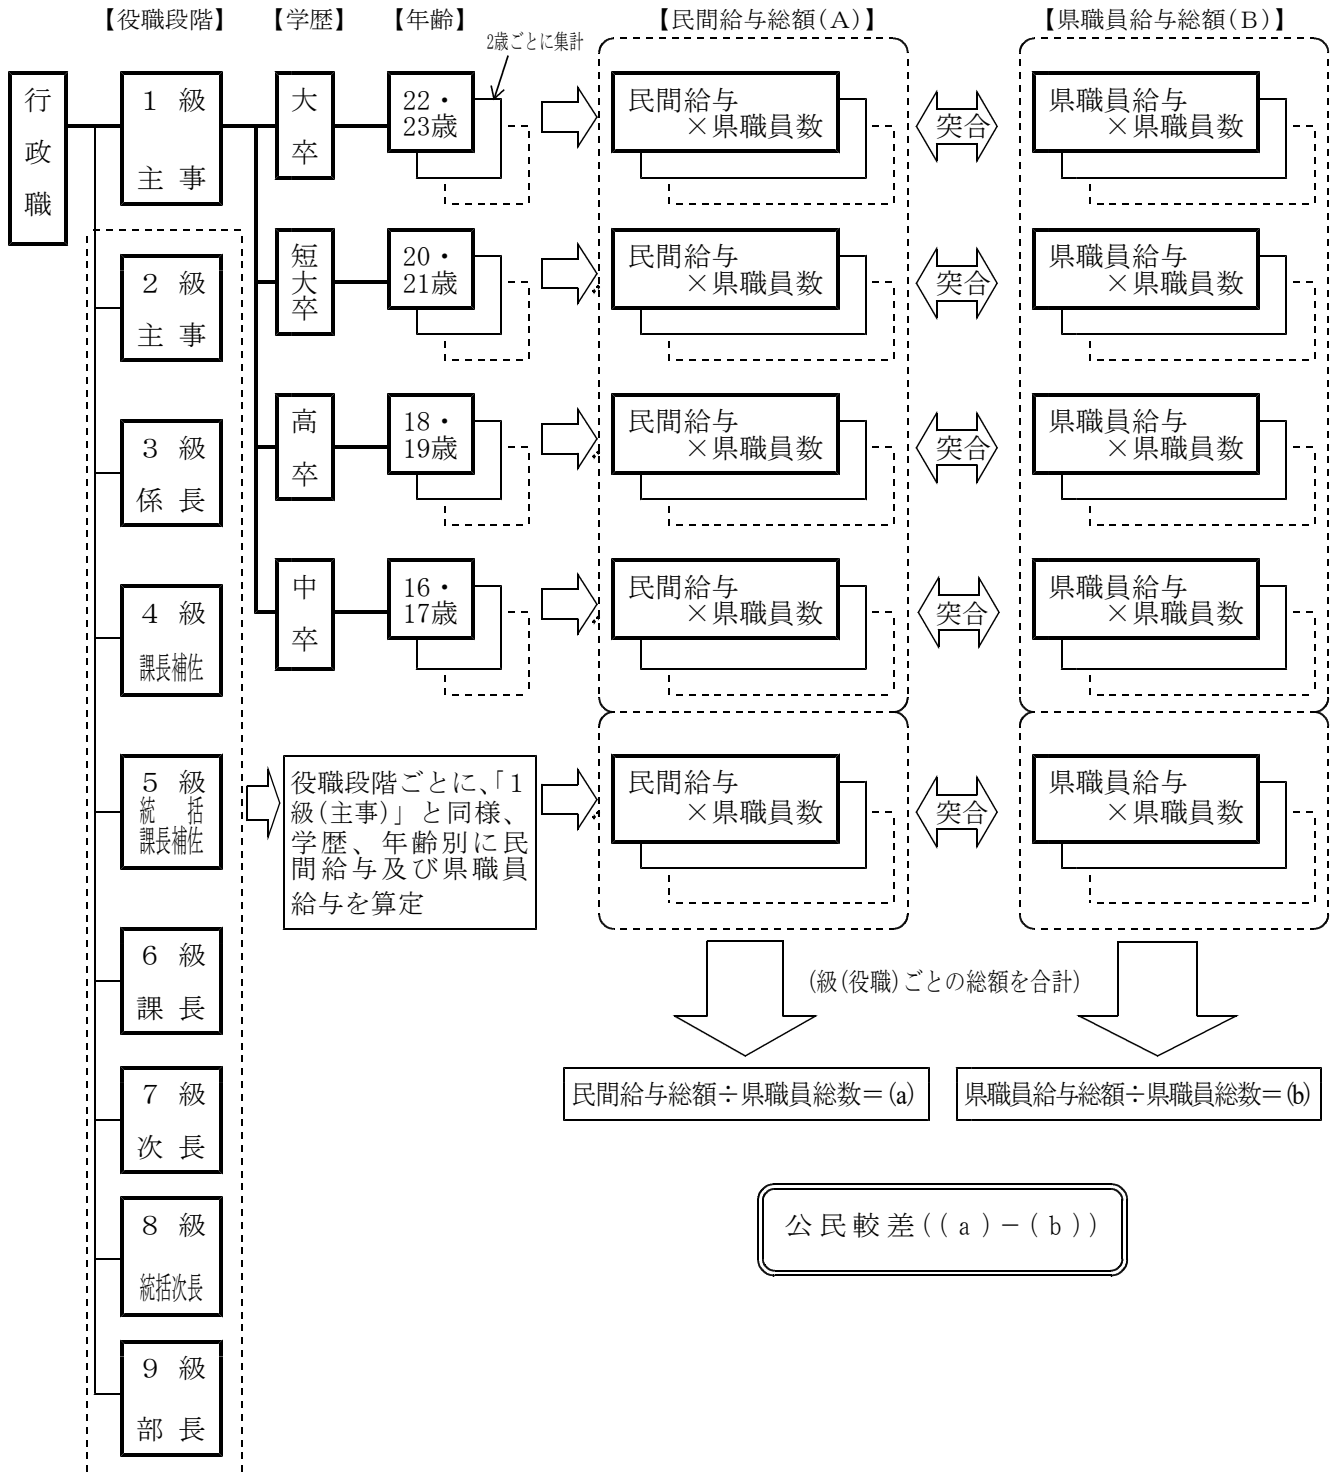 【役職段階】 【学歴】 【年齢】 【民間給与総額(A)】 【県職員給与総額(B)】
2歳ごとに集計
行政職
1 級
主 事
大卒
22・
23歳
民間給与
×県職員数
突合
県職員給与
×県職員数
短大卒
20・
21歳
民間給与
×県職員数
突合
県職員給与
×県職員数
2 級
主 事
高卒
18・
19歳
民間給与
×県職員数
突合
県職員給与
×県職員数
3 級
係 長
中卒
16・
17歳
民間給与
×県職員数
突合
県職員給与
×県職員数
4 級
課長補佐
5 級
統 括
課長補佐
役職段階ごとに、「1
級(主事)」と同様、
学歴、年齢別に民
間給与及び県職員
給与を算定
民間給与
×県職員数
突合
県職員給与
×県職員数
6 級
課 長
(級(役職)ごとの総額を合計)
7 級
次 長
民間給与総額÷県職員総数=(a)
県職員給与総額÷県職員総数=(b)
8 級
統括次長
公民較差((a)-(b))
9 級
部 長